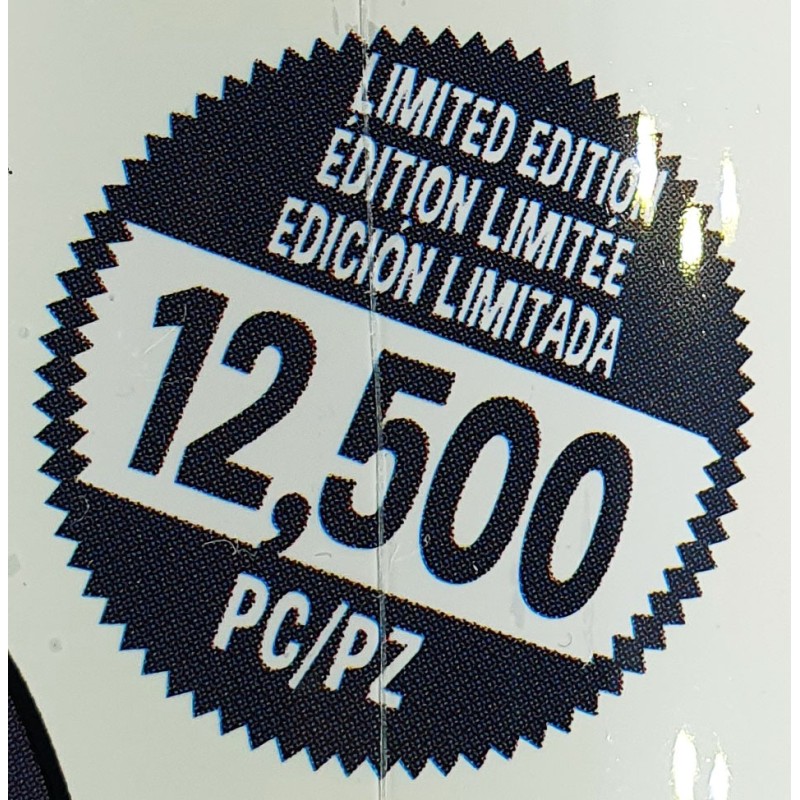 LIMITED EDITION
ÉDITION LIMITÉE
EDICIÓN LIMITADA
12,500
PC/PZ